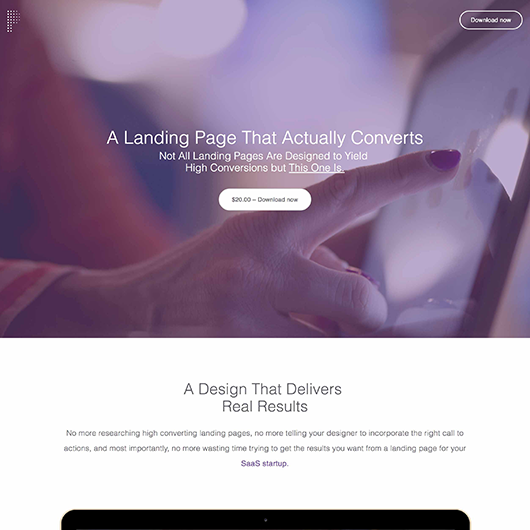 Download now
A Landing Page That Actually Converts
Not All Landing Pages Are Designed to Yield
High Conversions but This One Is.
$20.00 – Download now
A Design That Delivers
Real Results
No more researching high converting landing pages, no more telling your designer to incorporate the right call to
actions, and most importantly, no more wasting time trying to get the results you want from a landing page for your
SaaS startup.